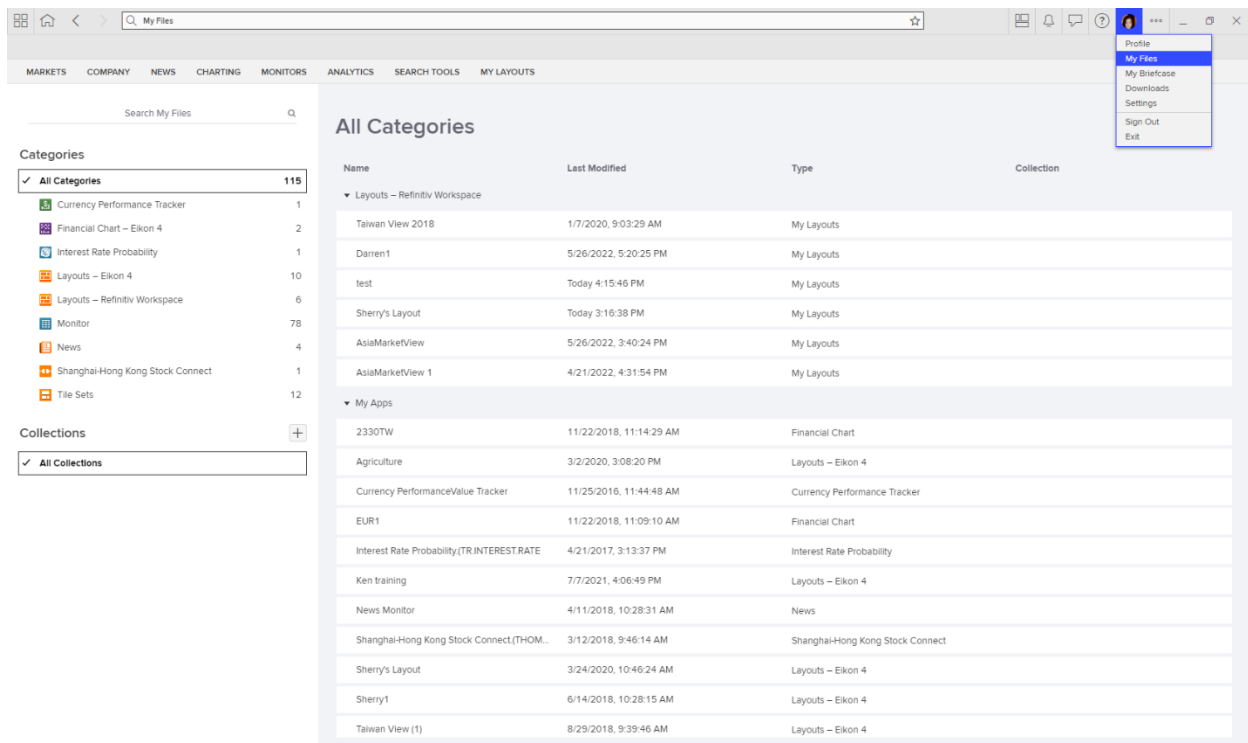 My Files
Profile
My Files
My Briefcase
Downloads
Settings
Sign Out
Exit
MARKETS COMPANY NEWS CHARTING MONITORS ANALYTICS SEARCH TOOLS MY LAYOUTS
Search My Files
Categories
All Categories 115
Currency Performance Tracker 1
Financial Chart – Eikon 4 2
Interest Rate Probability 1
Layouts – Eikon 4 10
Layouts – Refinitiv Workspace 6
Monitor 78
News 4
Shanghai-Hong Kong Stock Connect 1
Tile Sets 12
Collections
All Collections
All Categories
Name Last Modified Type Collection
Layouts – Refinitiv Workspace
Taiwan View 2018 1/7/2020, 9:03:29 AM My Layouts
Darren1 5/26/2022, 5:20:25 PM My Layouts
test Today 4:15:46 PM My Layouts
Sherry's Layout Today 3:16:38 PM My Layouts
AsiaMarketView 5/26/2022, 3:40:24 PM My Layouts
AsiaMarketView 1 4/21/2022, 4:31:54 PM My Layouts
My Apps
2330TW 11/22/2018, 11:14:29 AM Financial Chart
Agriculture 3/2/2020, 3:08:20 PM Layouts – Eikon 4
Currency PerformanceValue Tracker 11/25/2016, 11:44:48 AM Currency Performance Tracker
EUR1 11/22/2018, 11:09:10 AM Financial Chart
Interest Rate Probability.(TR.INTEREST.RATE 4/21/2017, 3:13:37 PM Interest Rate Probability
Ken training 7/7/2021, 4:06:49 PM Layouts – Eikon 4
News Monitor 4/11/2018, 10:28:31 AM News
Shanghai-Hong Kong Stock Connect.(THOM... 3/12/2018, 9:46:14 AM Shanghai-Hong Kong Stock Connect
Sherry's Layout 3/24/2020, 10:46:24 AM Layouts – Eikon 4
Sherry1 6/14/2018, 10:28:15 AM Layouts – Eikon 4
Taiwan View (1) 8/29/2018, 9:39:46 AM Layouts – Eikon 4